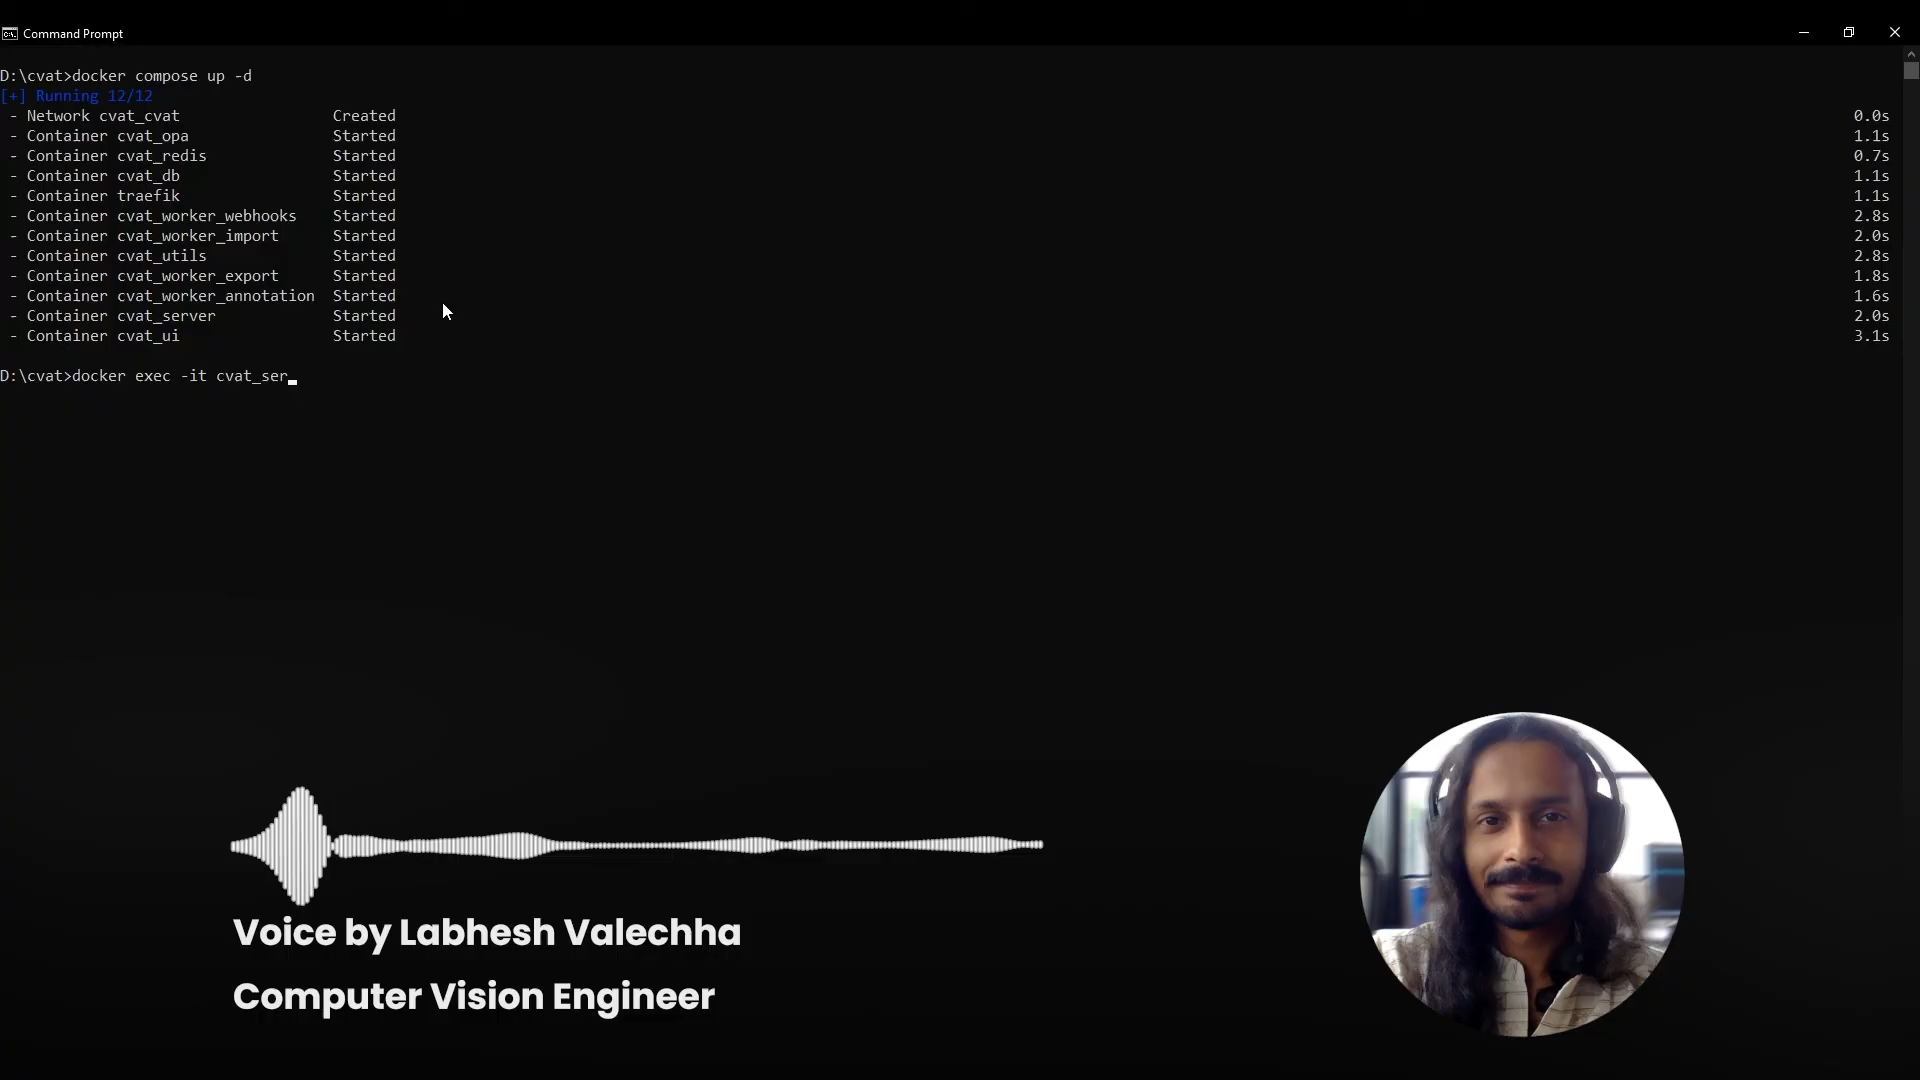 Command Prompt
D:\cvat>docker compose up -d
[+] Running 12/12
- Network cvat_cvat Created 0.0s
- Container cvat_opa Started 1.1s
- Container cvat_redis Started 0.7s
- Container cvat_db Started 1.1s
- Container traefik Started 1.1s
- Container cvat_worker_webhooks Started 2.8s
- Container cvat_worker_import Started 2.0s
- Container cvat_utils Started 2.8s
- Container cvat_worker_export Started 1.8s
- Container cvat_worker_annotation Started 1.6s
- Container cvat_server Started 2.0s
- Container cvat_ui Started 3.1s
D:\cvat>docker exec -it cvat_ser
Voice by Labhesh Valechha
Computer Vision Engineer